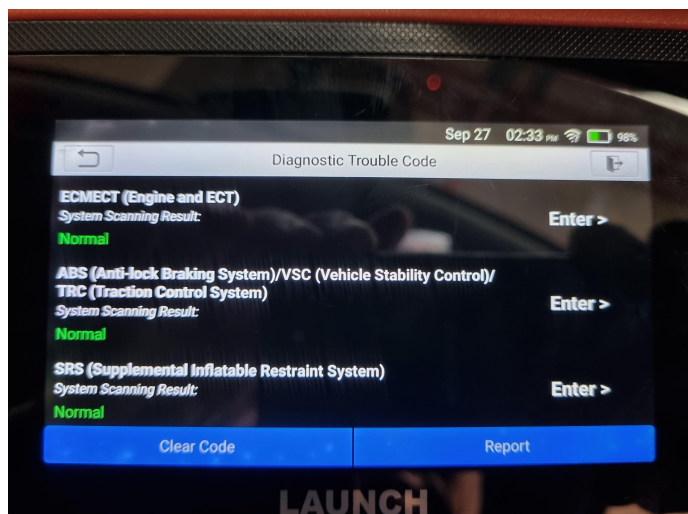 Sep 27 02:33 PM 98%
Diagnostic Trouble Code
ECMECT (Engine and ECT)
System Scanning Result:
Enter >
Normal
ABS (Anti-lock Braking System)/VSC (Vehicle Stability Control)/
TRC (Traction Control System)
System Scanning Result:
Enter >
Normal
SRS (Supplemental Inflatable Restraint System)
System Scanning Result:
Enter >
Normal
Clear Code Report
LAUNCH